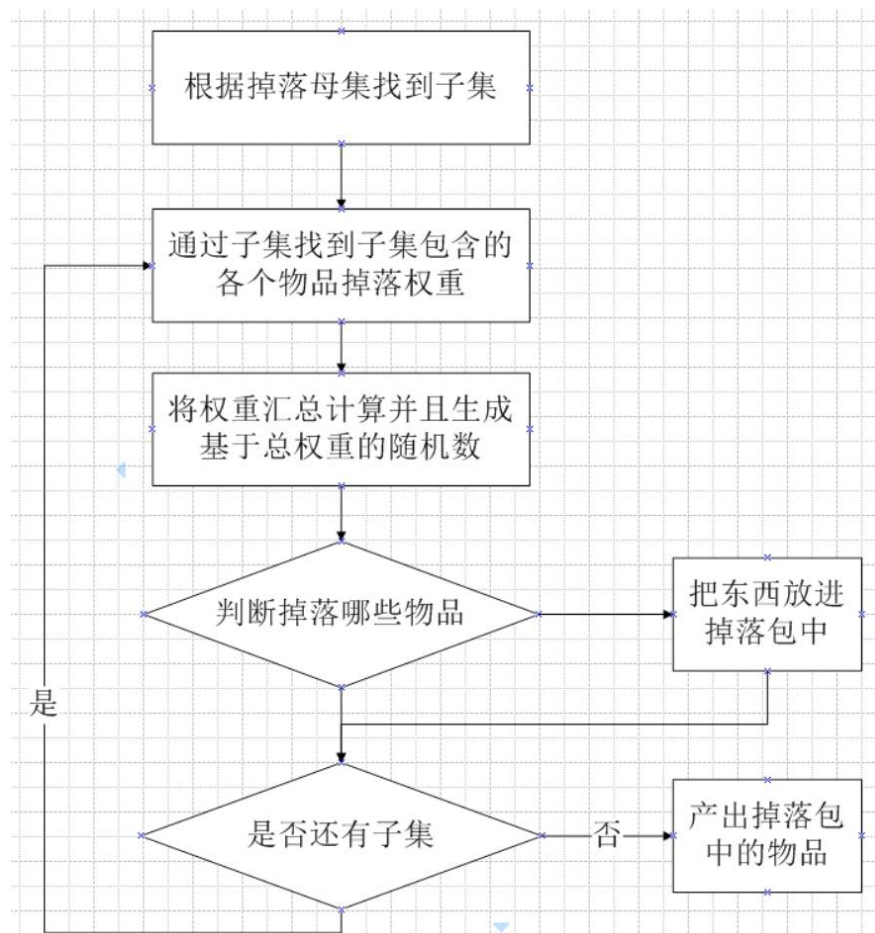 根据掉落母集找到子集
通过子集找到子集包含的
各个物品掉落权重
将权重汇总计算并且生成
基于总权重的随机数
判断掉落哪些物品
把东西放进
掉落包中
是
是否还有子集
否
产出掉落包
中的物品